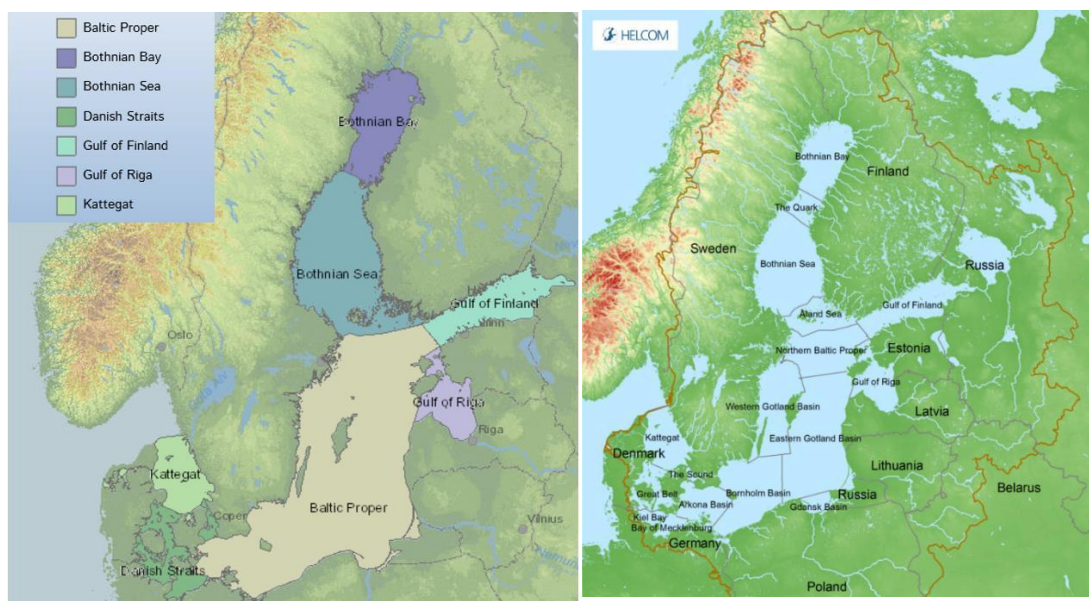 Baltic Proper
Bothnian Bay
Bothnian Sea
Danish Straits
Gulf of Finland
Gulf of Riga
Kattegat
Bothnian Bay
Bothnian Sea
Gulf of Finland
Oslo
Gulf of Riga
Riga
Kattegat
Baltic Proper
Vilnius
Danish Straits
HELCOM
Bothnian Bay
Finland
The Quark
Sweden
Bothnian Sea
Russia
Åland Sea
Gulf of Finland
Northern Baltic Proper
Estonia
Gulf of Riga
Western Gotland Basin
Latvia
Kattegat
Eastern Gotland Basin
Denmark
Lithuania
The Sound
Belarus
Great Belt
Bornholm Basin
Russia
Arkona Basin
Gdansk Basin
Kiel Bay
Bay of Mecklenburg
Germany
Poland